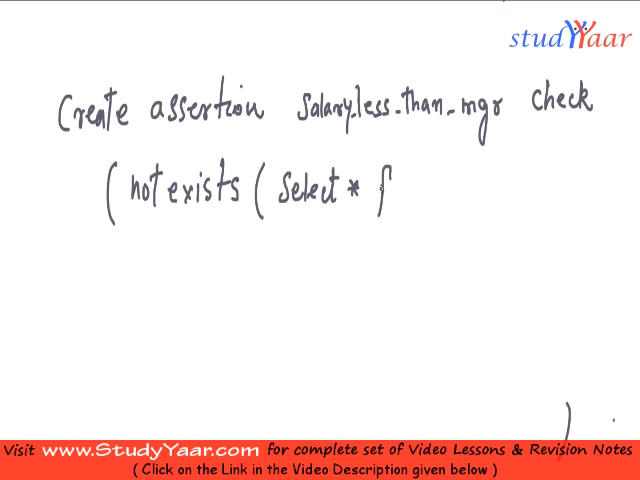 studYYaar
Create assertion Salary_less_than_mgr check
( not exists ( Select * f
)
Visit www.StudyYaar.com for complete set of Video Lessons & Revision Notes
( Click on the Link in the Video Description given below )